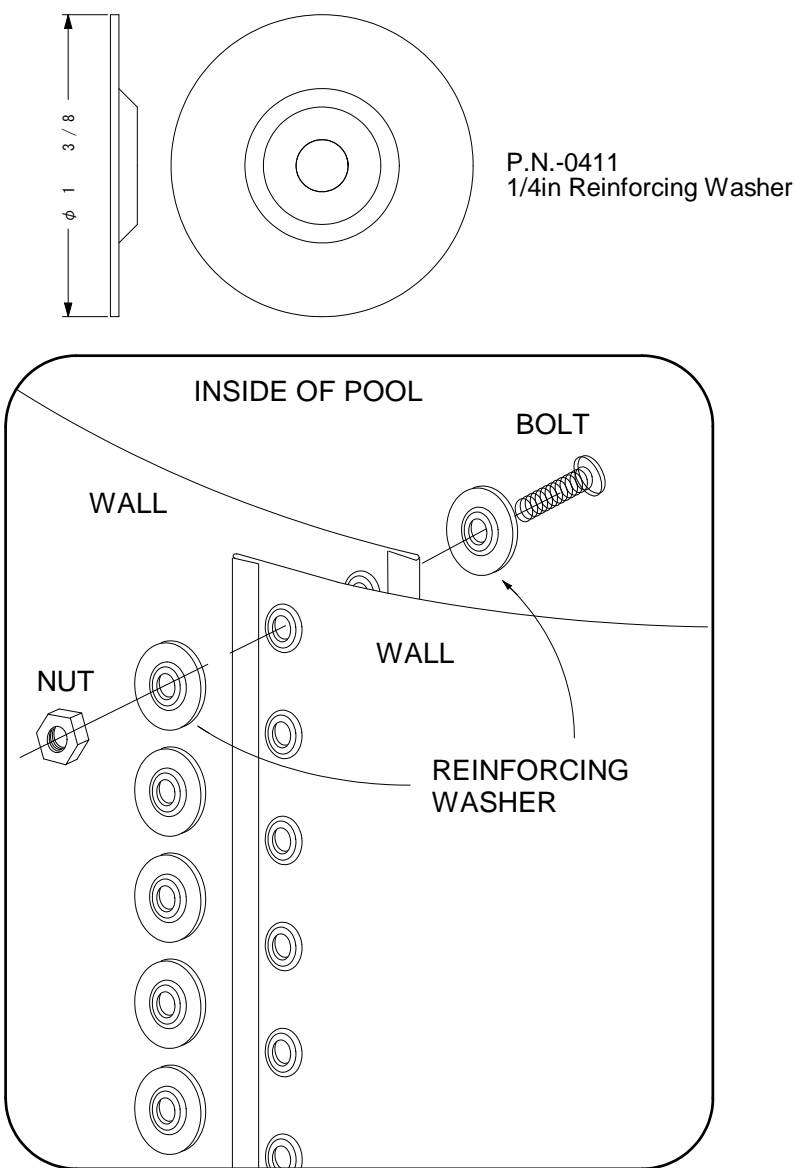 φ 1 3/8
P.N.-0411
1/4in Reinforcing Washer
INSIDE OF POOL
BOLT
WALL
WALL
NUT
REINFORCING
WASHER